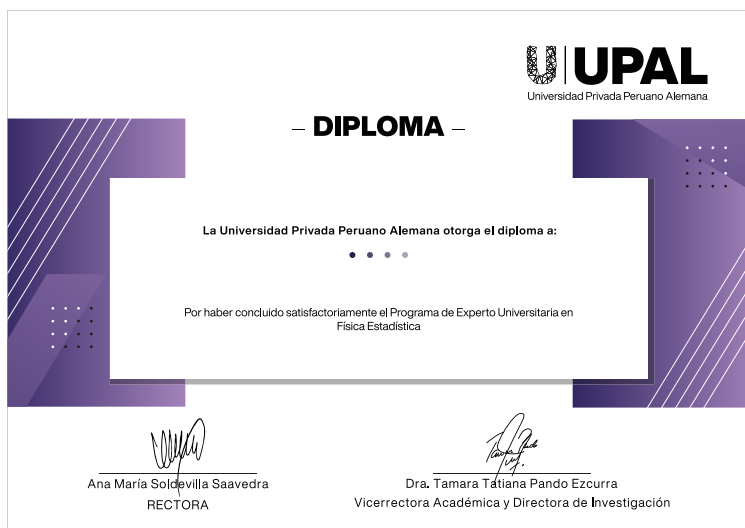 UPAL
Universidad Privada Peruano Alemana
– DIPLOMA –
La Universidad Privada Peruano Alemana otorga el diploma a:
Por haber concluido satisfactoriamente el Programa de Experto Universitaria en
Física Estadística
Ana María Soldevilla Saavedra
RECTORA
Dra. Tamara Tatiana Pando Ezcurra
Vicerrectora Académica y Directora de Investigación